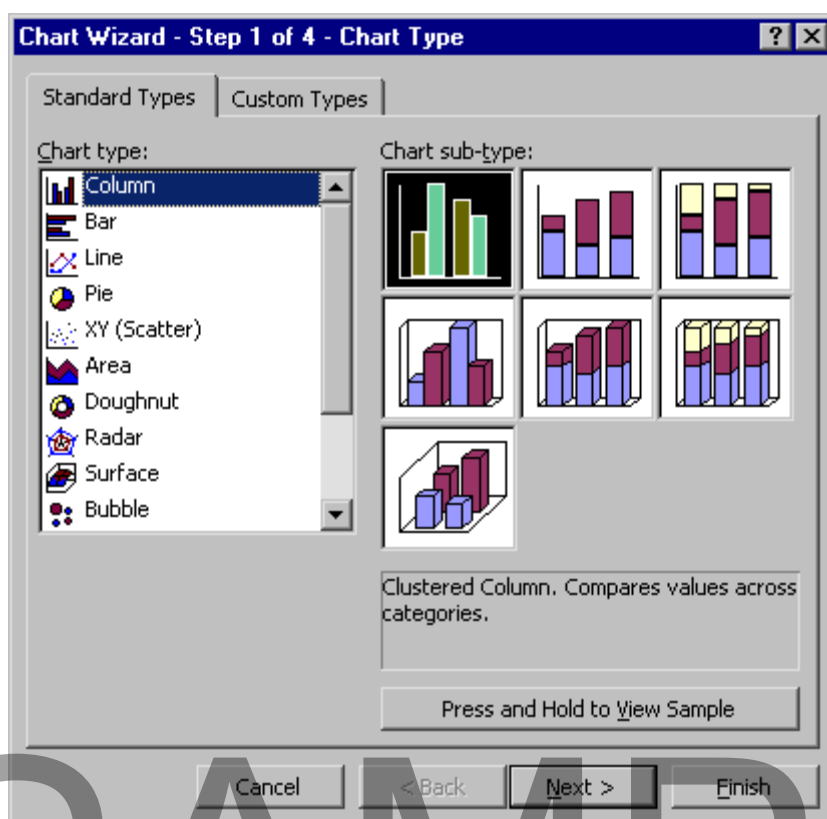 Chart Wizard - Step 1 of 4 - Chart Type
Standard Types
Custom Types
Chart type:
Column
Bar
Line
Pie
XY (Scatter)
Area
Doughnut
Radar
Surface
Bubble
Chart sub-type:
Clustered Column. Compares values across
categories.
Press and Hold to View Sample
Cancel
< Back
Next >
Finish